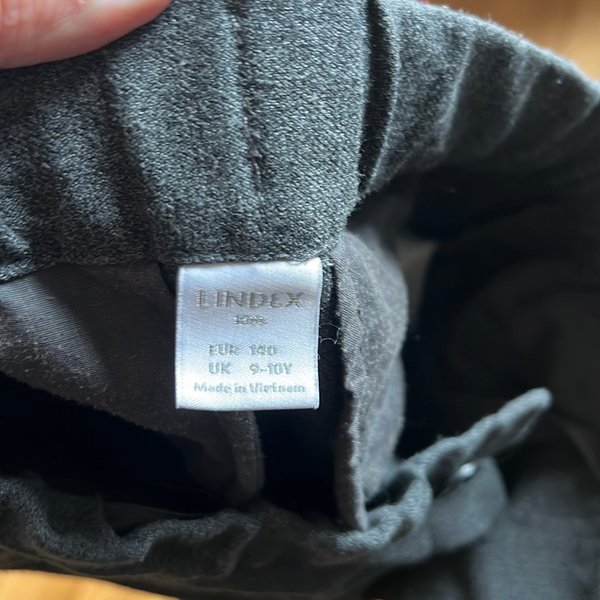 LINDEX
Kids
EUR 140
UK 9-10Y
Made in Vietnam